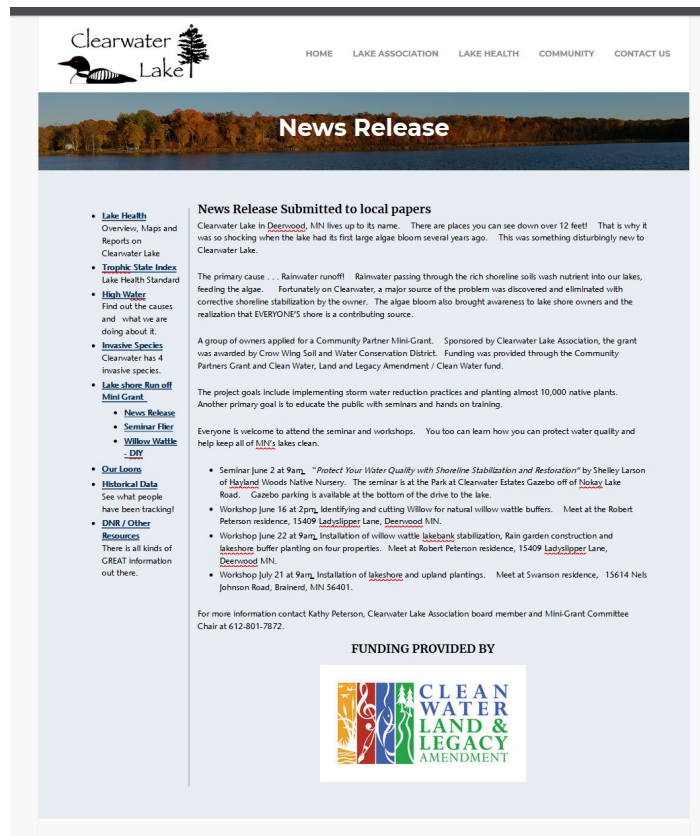 Clearwater
Lake
HOME LAKE ASSOCIATION LAKE HEALTH COMMUNITY CONTACT US
News Release
• Lake Health
Overview, Maps and
Reports on
Clearwater Lake
• Trophic State Index
Lake Health Standard
• High Water
Find out the causes
and what we are
doing about it.
• Invasive Species
Clearwater has 4
invasive species.
• Lake shore Run off
Mini Grant
• News Release
• Seminar Flier
• Willow Wattle
- DIY
• Our Loons
• Historical Data
See what people
have been tracking!
• DNR / Other
Resources
There is all kinds of
GREAT information
out there.
News Release Submitted to local papers
Clearwater Lake in Deerwood, MN lives up to its name. There are places you can see down over 12 feet! That is why it
was so shocking when the lake had its first large algae bloom several years ago. This was something disturbingly new to
Clearwater Lake.
The primary cause . . . Rainwater runoff! Rainwater passing through the rich shoreline soils wash nutrient into our lakes,
feeding the algae. Fortunately on Clearwater, a major source of the problem was discovered and eliminated with
corrective shoreline stabilization by the owner. The algae bloom also brought awareness to lake shore owners and the
realization that EVERYONE'S shore is a contributing source.
A group of owners applied for a Community Partner Mini-Grant. Sponsored by Clearwater Lake Association, the grant
was awarded by Crow Wing Soil and Water Conservation District. Funding was provided through the Community
Partners Grant and Clean Water, Land and Legacy Amendment / Clean Water fund.
The project goals include implementing storm water reduction practices and planting almost 10,000 native plants.
Another primary goal is to educate the public with seminars and hands on training.
Everyone is welcome to attend the seminar and workshops. You too can learn how you can protect water quality and
help keep all of MN's lakes clean.
• Seminar June 2 at 9am, "Protect Your Water Quality with Shoreline Stabilization and Restoration" by Shelley Larson
of Hayland Woods Native Nursery. The seminar is at the Park at Clearwater Estates Gazebo off of Nokay Lake
Road. Gazebo parking is available at the bottom of the drive to the lake.
• Workshop June 16 at 2pm, Identifying and cutting Willow for natural willow wattle buffers. Meet at the Robert
Peterson residence, 15409 Ladyslipper Lane, Deerwood MN.
• Workshop June 22 at 9am, Installation of willow wattle lakebank stabilization, Rain garden construction and
lakeshore buffer planting on four properties. Meet at Robert Peterson residence, 15409 Ladyslipper Lane,
Deerwood MN.
• Workshop July 21 at 9am, Installation of lakeshore and upland plantings. Meet at Swanson residence, 15614 Nels
Johnson Road, Brainerd, MN 56401.
For more information contact Kathy Peterson, Clearwater Lake Association board member and Mini-Grant Committee
Chair at 612-801-7872.
FUNDING PROVIDED BY
CLEAN
WATER
LAND &
LEGACY
AMENDMENT